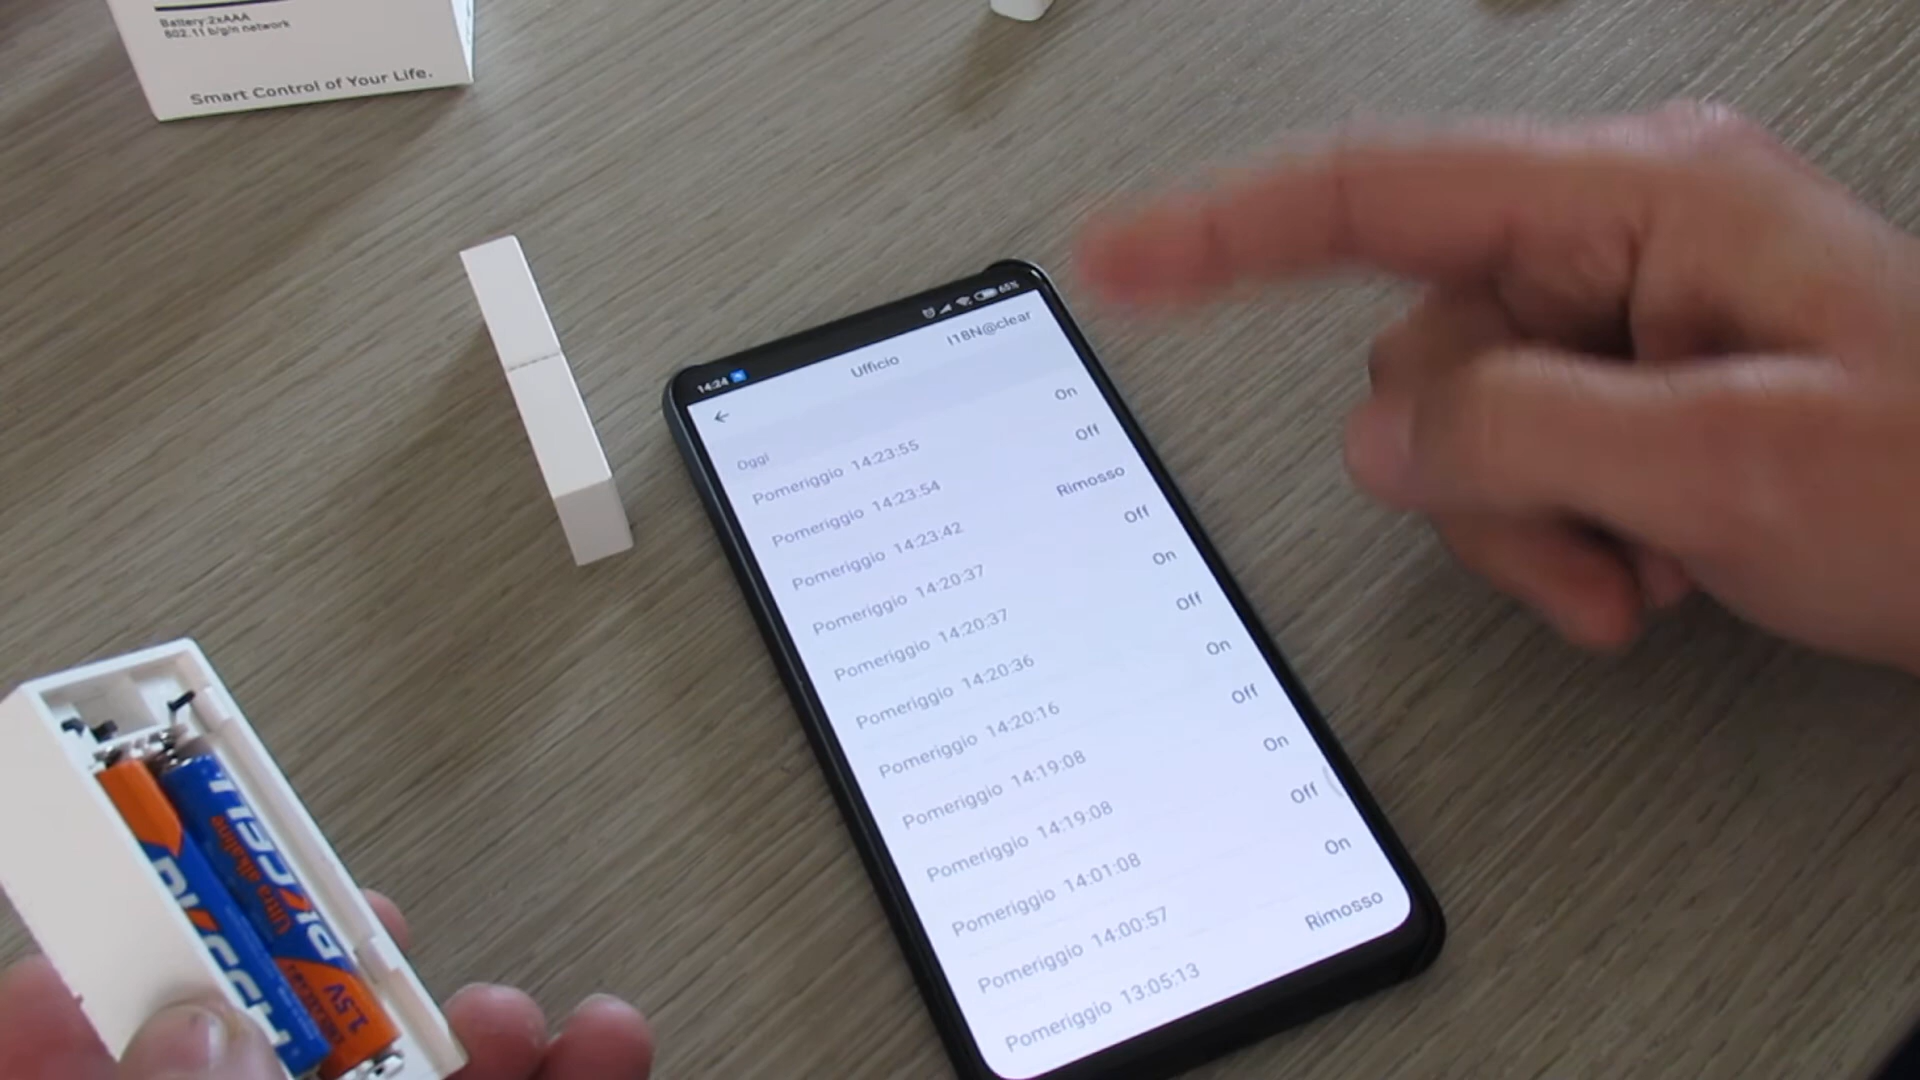 Battery:2xAAA
802.11 b/g/n network
Smart Control of Your Life.
14:24
65%
Ufficio
I18N@clear
Oggi
Pomeriggio 14:23:55 On
Pomeriggio 14:23:54 Off
Pomeriggio 14:23:42 Rimosso
Pomeriggio 14:20:37 Off
Pomeriggio 14:20:37 On
Pomeriggio 14:20:36 Off
Pomeriggio 14:20:16 On
Pomeriggio 14:19:08 Off
Pomeriggio 14:19:08 On
Pomeriggio 14:01:08 Off
Pomeriggio 14:00:57 On
Pomeriggio 13:05:13 Rimosso
PKCELL
Ultra alkaline
1.5V